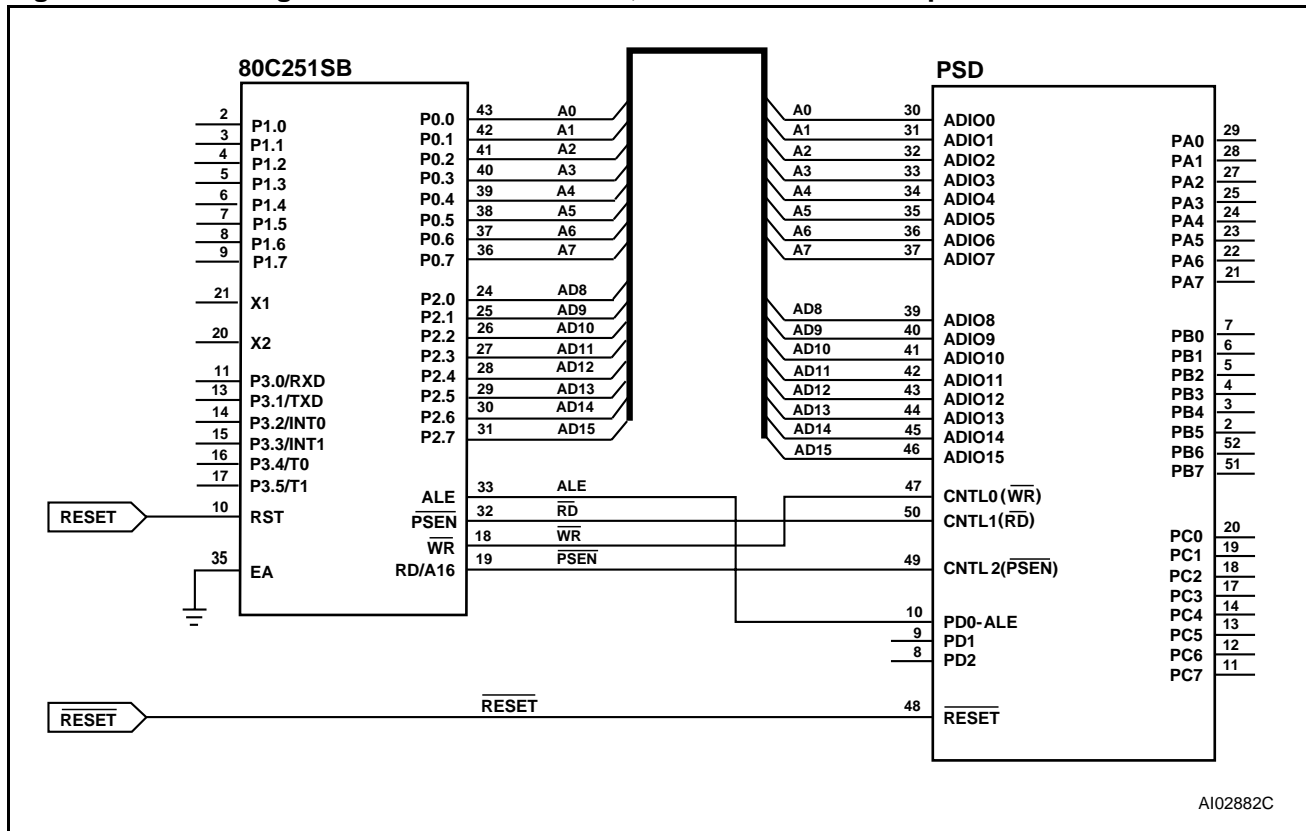 80C251SB
2 P1.0
3 P1.1
4 P1.2
5 P1.3
6 P1.4
7 P1.5
8 P1.6
9 P1.7
21 X1
20 X2
11 P3.0/RXD
13 P3.1/TXD
14 P3.2/INT0
15 P3.3/INT1
16 P3.4/T0
17 P3.5/T1
RESET 10 RST
35 EA
P0.0 43 A0
P0.1 42 A1
P0.2 41 A2
P0.3 40 A3
P0.4 39 A4
P0.5 38 A5
P0.6 37 A6
P0.7 36 A7
P2.0 24 AD8
P2.1 25 AD9
P2.2 26 AD10
P2.3 27 AD11
P2.4 28 AD12
P2.5 29 AD13
P2.6 30 AD14
P2.7 31 AD15
ALE 33 ALE
PSEN 32 RD
WR 18 WR
RD/A16 19 PSEN
PSD
A0 30 ADIO0
A1 31 ADIO1
A2 32 ADIO2
A3 33 ADIO3
A4 34 ADIO4
A5 35 ADIO5
A6 36 ADIO6
A7 37 ADIO7
AD8 39 ADIO8
AD9 40 ADIO9
AD10 41 ADIO10
AD11 42 ADIO11
AD12 43 ADIO12
AD13 44 ADIO13
AD14 45 ADIO14
AD15 46 ADIO15
47 CNTL0(WR)
50 CNTL1(RD)
49 CNTL 2(PSEN)
10 PD0-ALE
9 PD1
8 PD2
RESET RESET 48 RESET
PA0 29
PA1 28
PA2 27
PA3 25
PA4 24
PA5 23
PA6 22
PA7 21
PB0 7
PB1 6
PB2 5
PB3 4
PB4 3
PB5 2
PB6 52
PB7 51
PC0 20
PC1 19
PC2 18
PC3 17
PC4 14
PC5 13
PC6 12
PC7 11
AI02882C